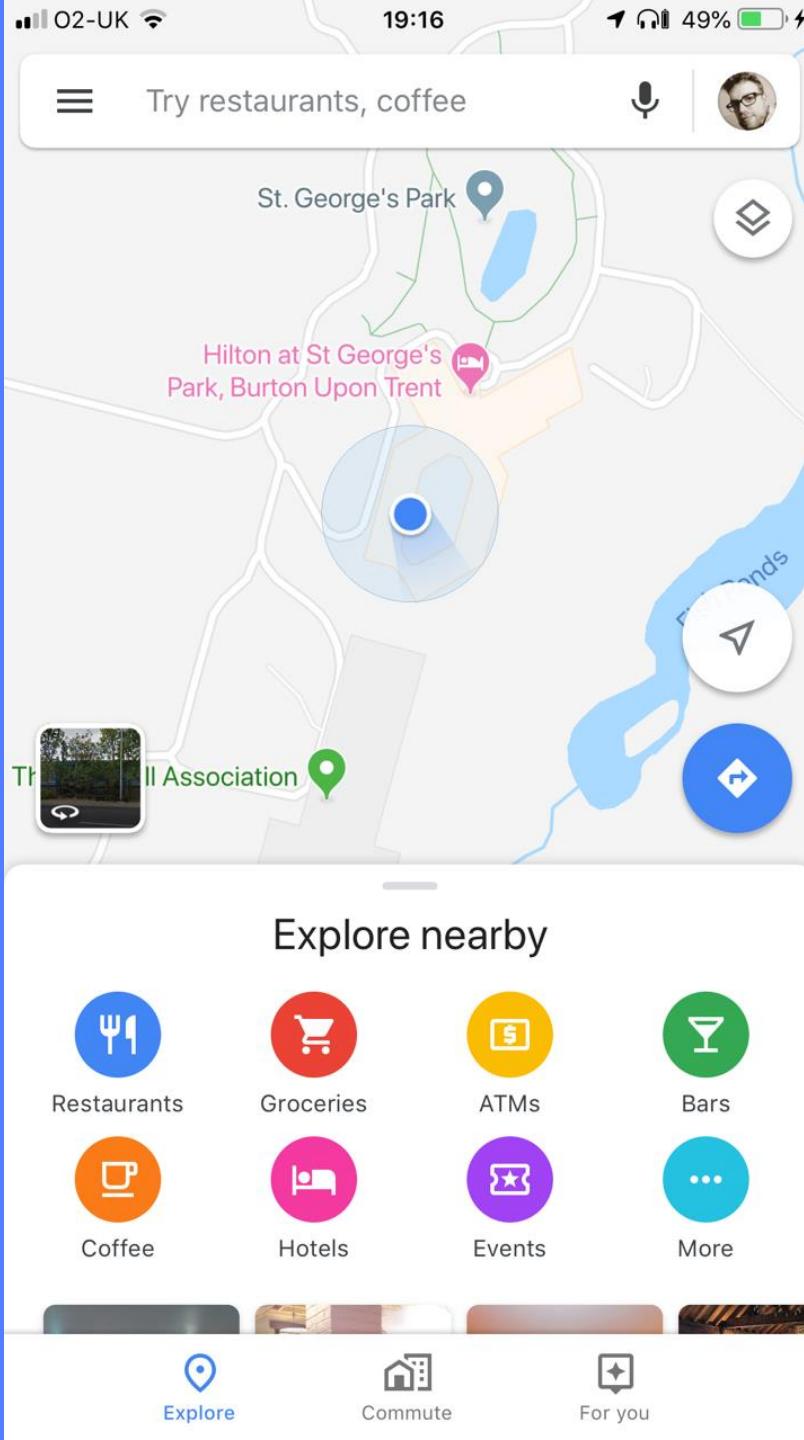 O2-UK 19:16 49%
Try restaurants, coffee
St. George's Park
Hilton at St George's
Park, Burton Upon Trent
Th ll Association
Explore nearby
Restaurants Groceries ATMs Bars
Coffee Hotels Events More
Explore Commute For you